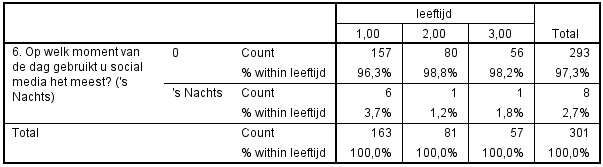 leeftijd
1,00 2,00 3,00 Total
6. Op welk moment van 0 Count 157 80 56 293
de dag gebruikt u social % within leeftijd 96,3% 98,8% 98,2% 97,3%
media het meest? ('s 's Nachts Count 6 1 1 8
Nachts) % within leeftijd 3,7% 1,2% 1,8% 2,7%
Total Count 163 81 57 301
% within leeftijd 100,0% 100,0% 100,0% 100,0%